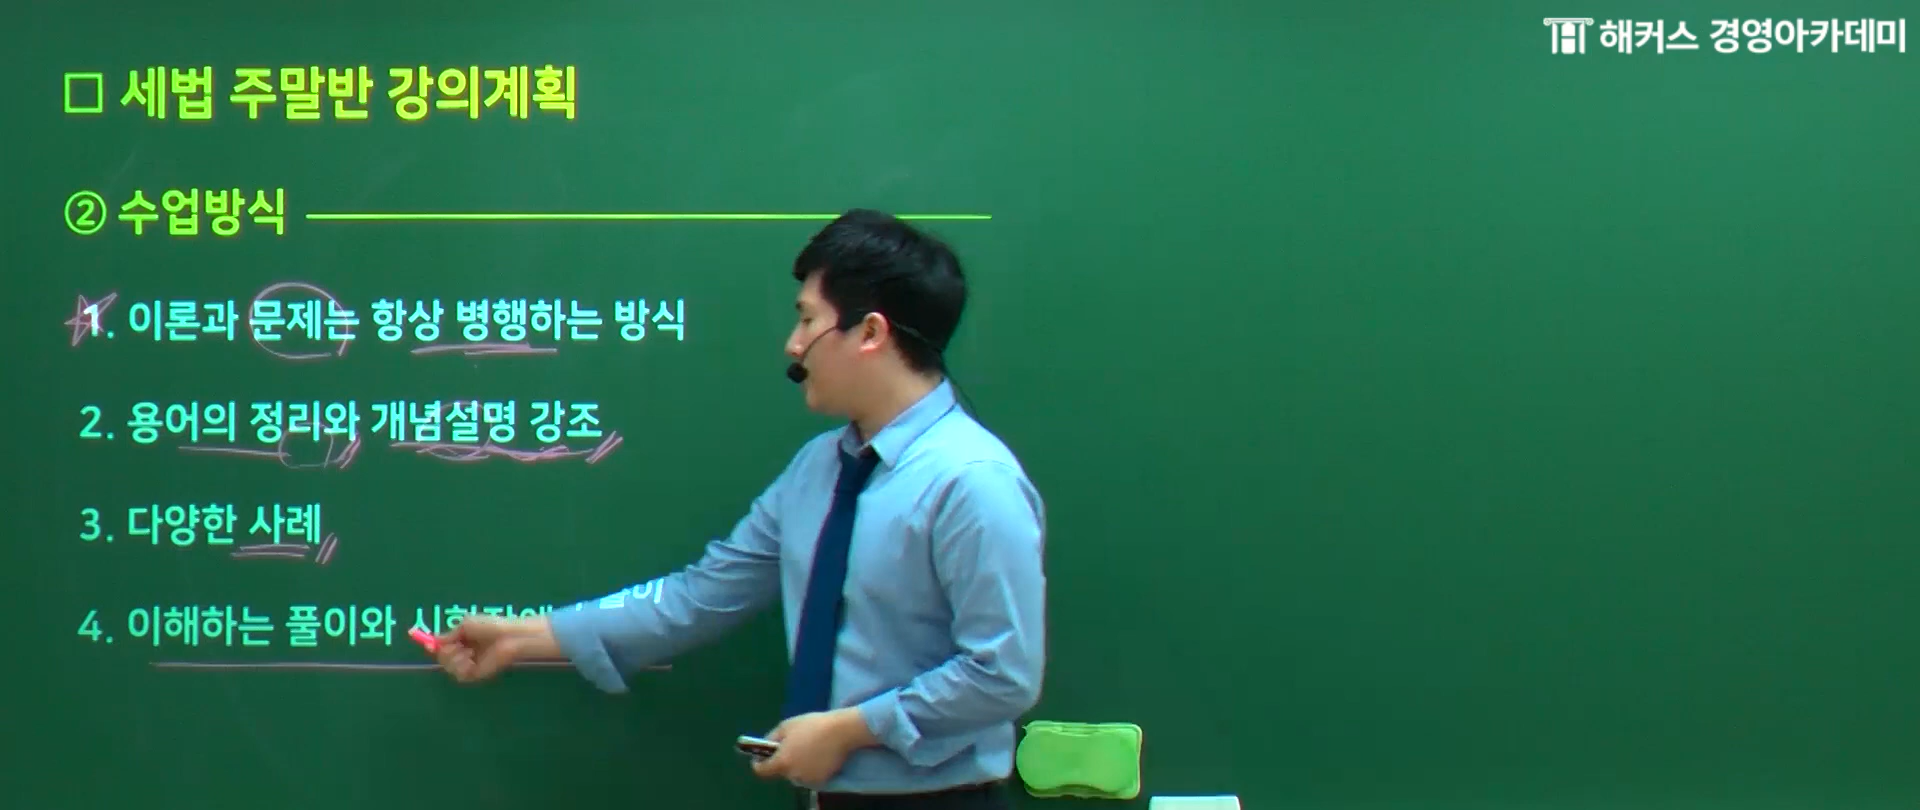 해커스 경영아카데미
□ 세법 주말반 강의계획
② 수업방식
1. 이론과 문제는 항상 병행하는 방식
2. 용어의 정리와 개념설명 강조
3. 다양한 사례
4. 이해하는 풀이와